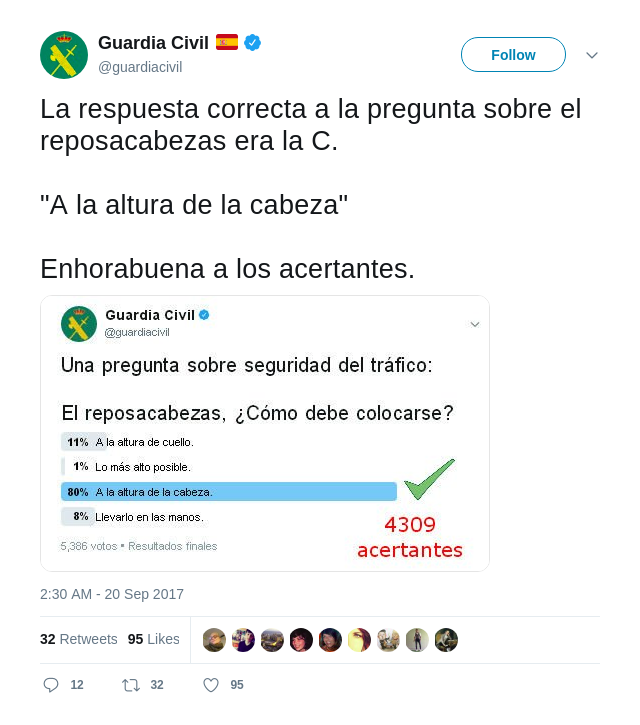 Guardia Civil
@guardiacivil
Follow
La respuesta correcta a la pregunta sobre el
reposacabezas era la C.
"A la altura de la cabeza"
Enhorabuena a los acertantes.
Guardia Civil
@guardiacivil
Una pregunta sobre seguridad del tráfico:
El reposacabezas, ¿Cómo debe colocarse?
11% A la altura de cuello.
1% Lo más alto posible.
80% A la altura de la cabeza.
8% Llevarlo en las manos.
4309
acertantes
5,386 votos • Resultados finales
2:30 AM - 20 Sep 2017
32 Retweets 95 Likes
12 32 95